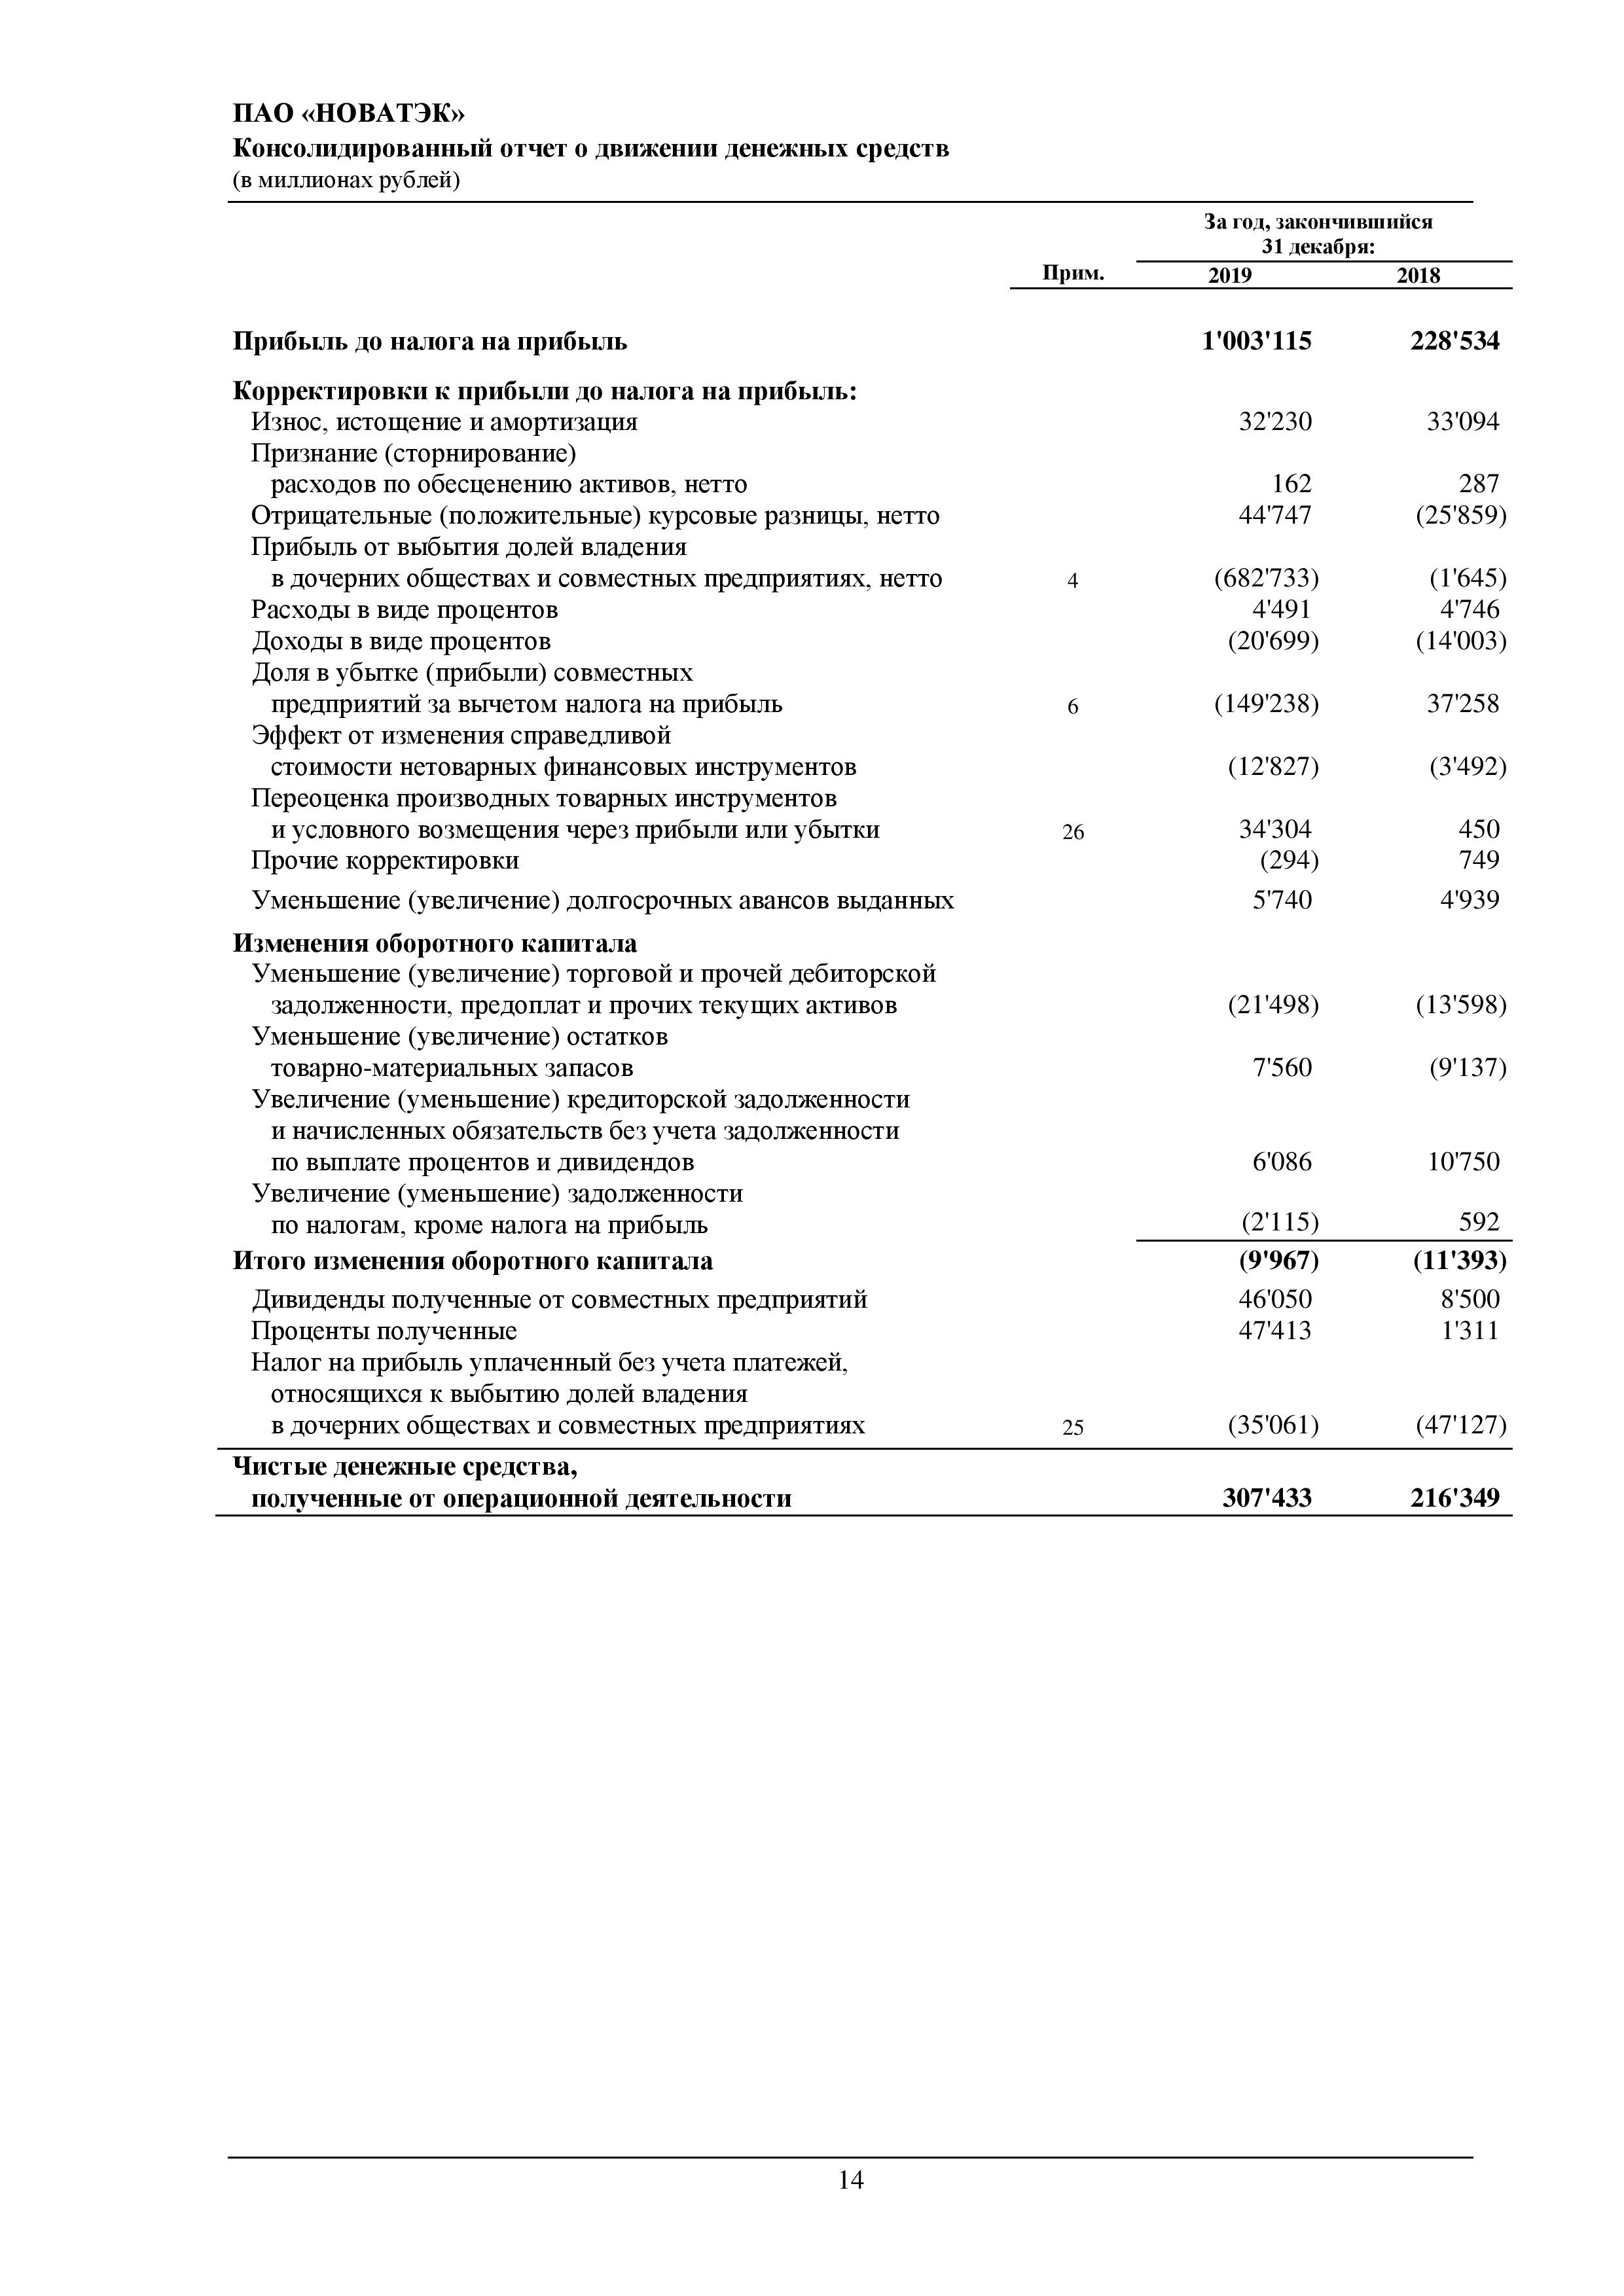 ПАО «НОВАТЭК»
Консолидированный отчет о движении денежных средств
(в миллионах рублей)
За год, закончившийся
31 декабря:
Прим. 2019 2018
Прибыль до налога на прибыль 1'003'115 228'534
Корректировки к прибыли до налога на прибыль:
Износ, истощение и амортизация 32'230 33'094
Признание (сторнирование)
расходов по обесценению активов, нетто 162 287
Отрицательные (положительные) курсовые разницы, нетто 44'747 (25'859)
Прибыль от выбытия долей владения
в дочерних обществах и совместных предприятиях, нетто 4 (682'733) (1'645)
Расходы в виде процентов 4'491 4'746
Доходы в виде процентов (20'699) (14'003)
Доля в убытке (прибыли) совместных
предприятий за вычетом налога на прибыль 6 (149'238) 37'258
Эффект от изменения справедливой
стоимости нетоварных финансовых инструментов (12'827) (3'492)
Переоценка производных товарных инструментов
и условного возмещения через прибыли или убытки 26 34'304 450
Прочие корректировки (294) 749
Уменьшение (увеличение) долгосрочных авансов выданных 5'740 4'939
Изменения оборотного капитала
Уменьшение (увеличение) торговой и прочей дебиторской
задолженности, предоплат и прочих текущих активов (21'498) (13'598)
Уменьшение (увеличение) остатков
товарно-материальных запасов 7'560 (9'137)
Увеличение (уменьшение) кредиторской задолженности
и начисленных обязательств без учета задолженности
по выплате процентов и дивидендов 6'086 10'750
Увеличение (уменьшение) задолженности
по налогам, кроме налога на прибыль (2'115) 592
Итого изменения оборотного капитала (9'967) (11'393)
Дивиденды полученные от совместных предприятий 46'050 8'500
Проценты полученные 47'413 1'311
Налог на прибыль уплаченный без учета платежей,
относящихся к выбытию долей владения
в дочерних обществах и совместных предприятиях 25 (35'061) (47'127)
Чистые денежные средства,
полученные от операционной деятельности 307'433 216'349
14